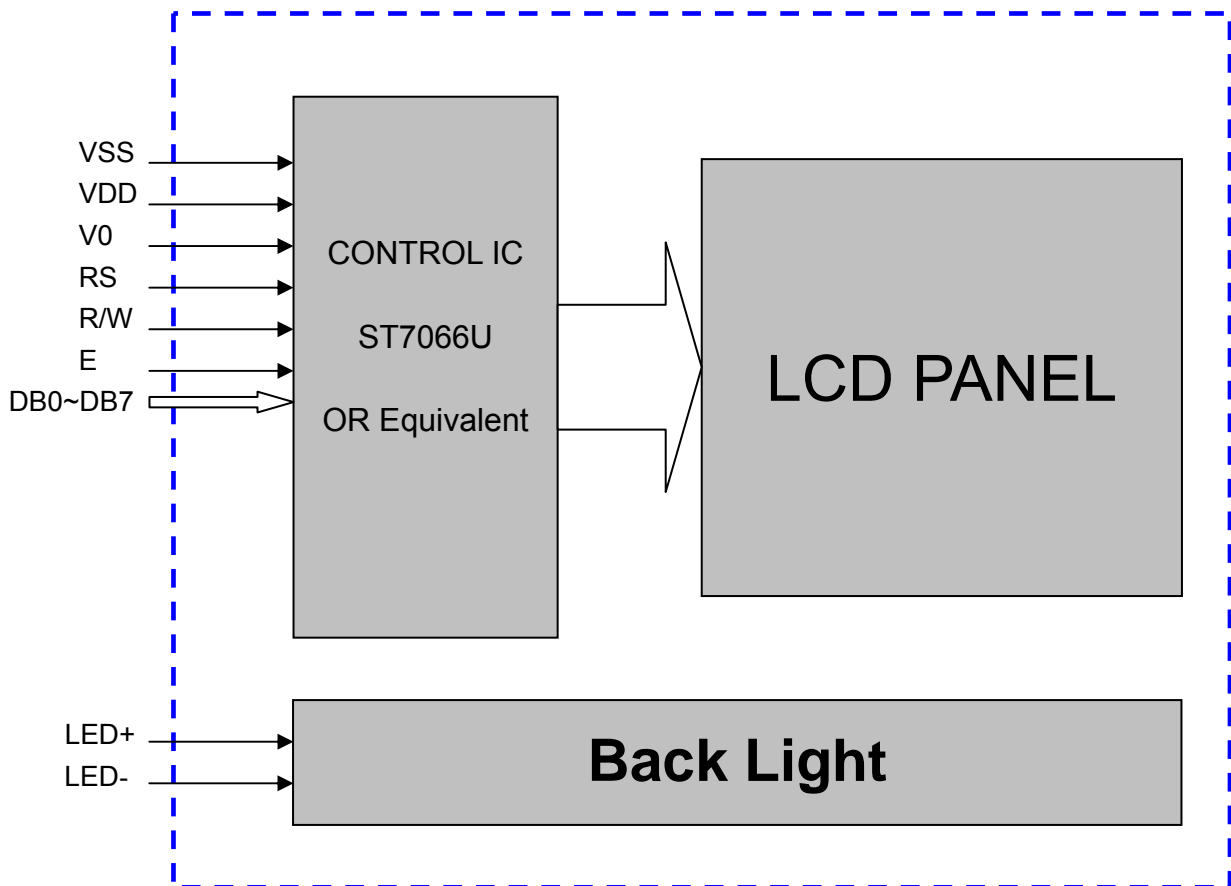 VSS
VDD
V0
RS
R/W
E
DB0~DB7
CONTROL IC
ST7066U
OR Equivalent
LCD PANEL
LED+
LED-
Back Light